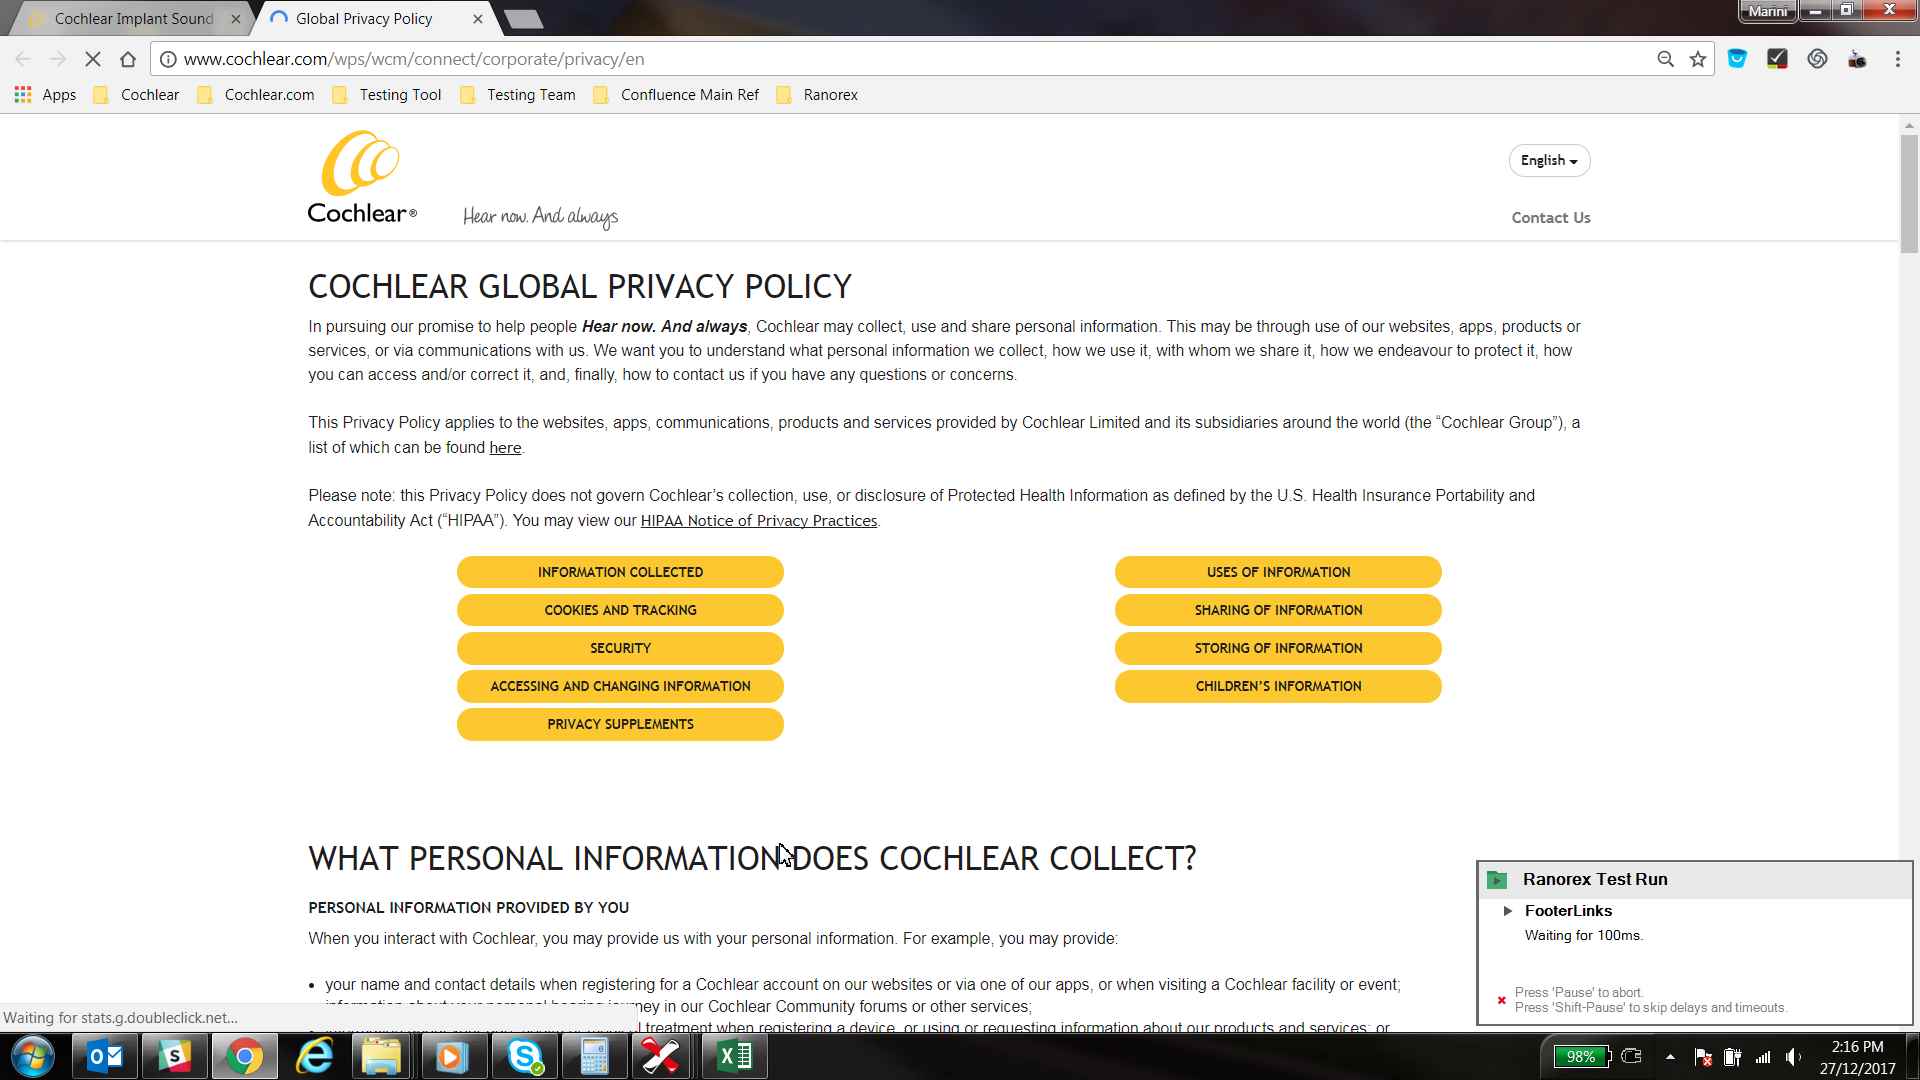 Cochlear Implant Sound
Global Privacy Policy
Marini
www.cochlear.com/wps/wcm/connect/corporate/privacy/en
Apps
Cochlear
Cochlear.com
Testing Tool
Testing Team
Confluence Main Ref
Ranorex
Cochlear®
Hear now. And always
English
Contact Us
COCHLEAR GLOBAL PRIVACY POLICY
In pursuing our promise to help people Hear now. And always, Cochlear may collect, use and share personal information. This may be through use of our websites, apps, products or
services, or via communications with us. We want you to understand what personal information we collect, how we use it, with whom we share it, how we endeavour to protect it, how
you can access and/or correct it, and, finally, how to contact us if you have any questions or concerns.
This Privacy Policy applies to the websites, apps, communications, products and services provided by Cochlear Limited and its subsidiaries around the world (the “Cochlear Group”), a
list of which can be found here.
Please note: this Privacy Policy does not govern Cochlear’s collection, use, or disclosure of Protected Health Information as defined by the U.S. Health Insurance Portability and
Accountability Act (“HIPAA”). You may view our HIPAA Notice of Privacy Practices.
INFORMATION COLLECTED
USES OF INFORMATION
COOKIES AND TRACKING
SHARING OF INFORMATION
SECURITY
STORING OF INFORMATION
ACCESSING AND CHANGING INFORMATION
CHILDREN’S INFORMATION
PRIVACY SUPPLEMENTS
WHAT PERSONAL INFORMATION DOES COCHLEAR COLLECT?
PERSONAL INFORMATION PROVIDED BY YOU
When you interact with Cochlear, you may provide us with your personal information. For example, you may provide:
• your name and contact details when registering for a Cochlear account on our websites or via one of our apps, or when visiting a Cochlear facility or event;
journey in our Cochlear Community forums or other services;
treatment when registering a device, or using or requesting information about our products and services; or
Waiting for stats.g.doubleclick.net...
Ranorex Test Run
FooterLinks
Waiting for 100ms.
Press 'Pause' to abort.
Press 'Shift-Pause' to skip delays and timeouts.
98%
2:16 PM
27/12/2017